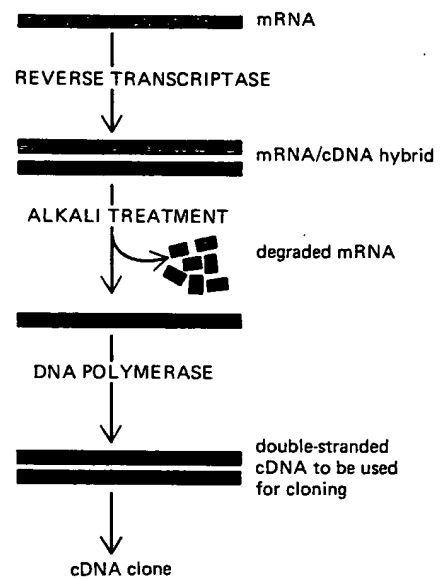 mRNA
REVERSE TRANSCRIPTASE
mRNA/cDNA hybrid
ALKALI TREATMENT
degraded mRNA
DNA POLYMERASE
double-stranded
cDNA to be used
for cloning
cDNA clone